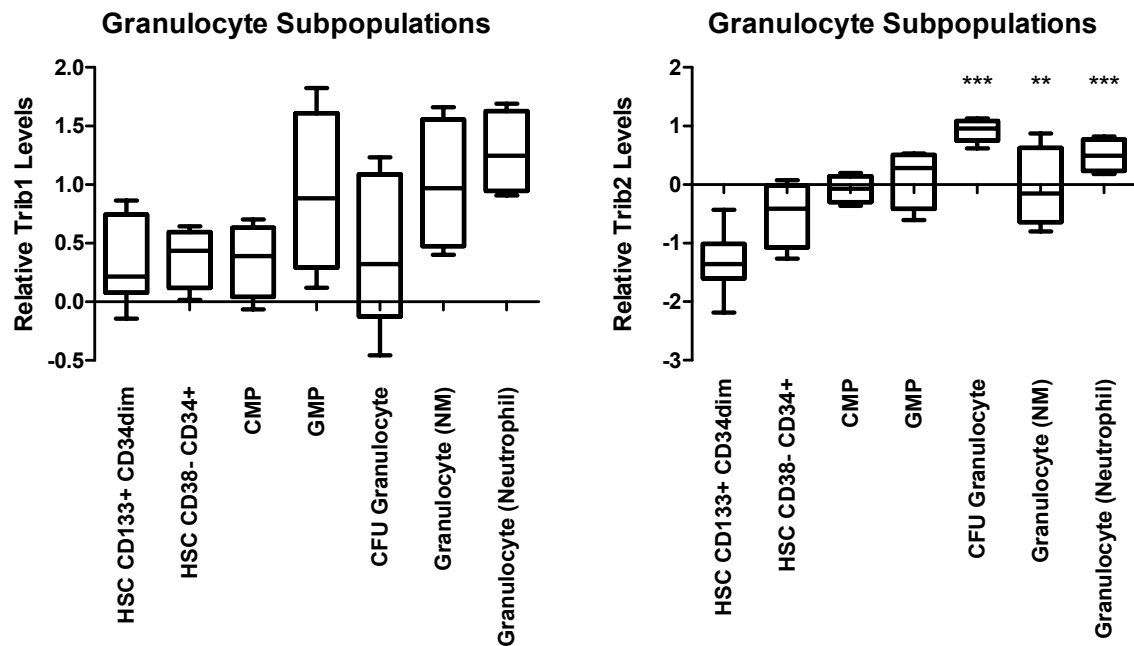 Granulocyte Subpopulations
Relative Trib1 Levels
2.0
1.5
1.0
0.5
0.0
-0.5
HSC CD133+ CD34dim
HSC CD38- CD34+
CMP
GMP
CFU Granulocyte
Granulocyte (NM)
Granulocyte (Neutrophil)
Granulocyte Subpopulations
Relative Trib2 Levels
2
1
0
-1
-2
-3
*** ** ***
HSC CD133+ CD34dim
HSC CD38- CD34+
CMP
GMP
CFU Granulocyte
Granulocyte (NM)
Granulocyte (Neutrophil)